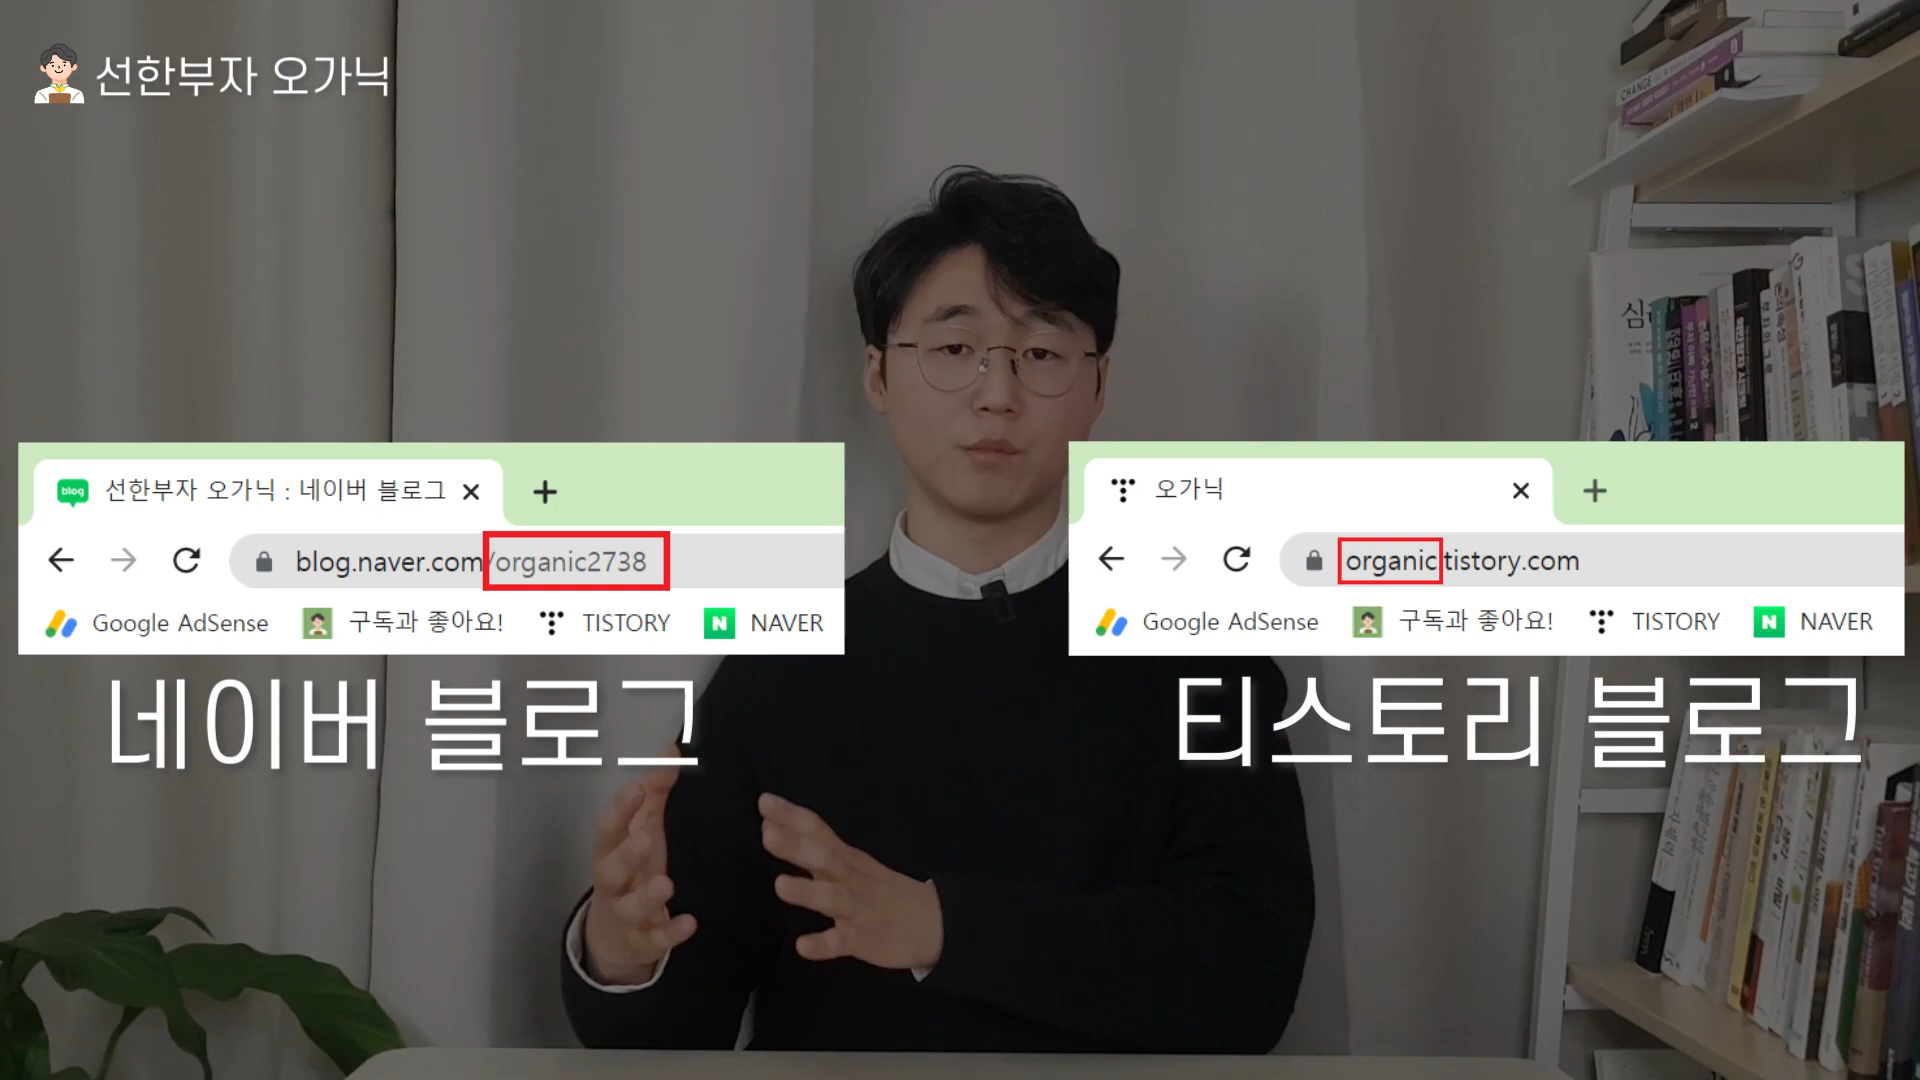 선한부자 오가닉
선한부자 오가닉 : 네이버 블로그
blog.naver.com/organic2738
Google AdSense 구독과 좋아요! TISTORY NAVER
네이버 블로그
오가닉
organic.tistory.com
Google AdSense 구독과 좋아요! TISTORY NAVER
티스토리 블로그
CHANGE